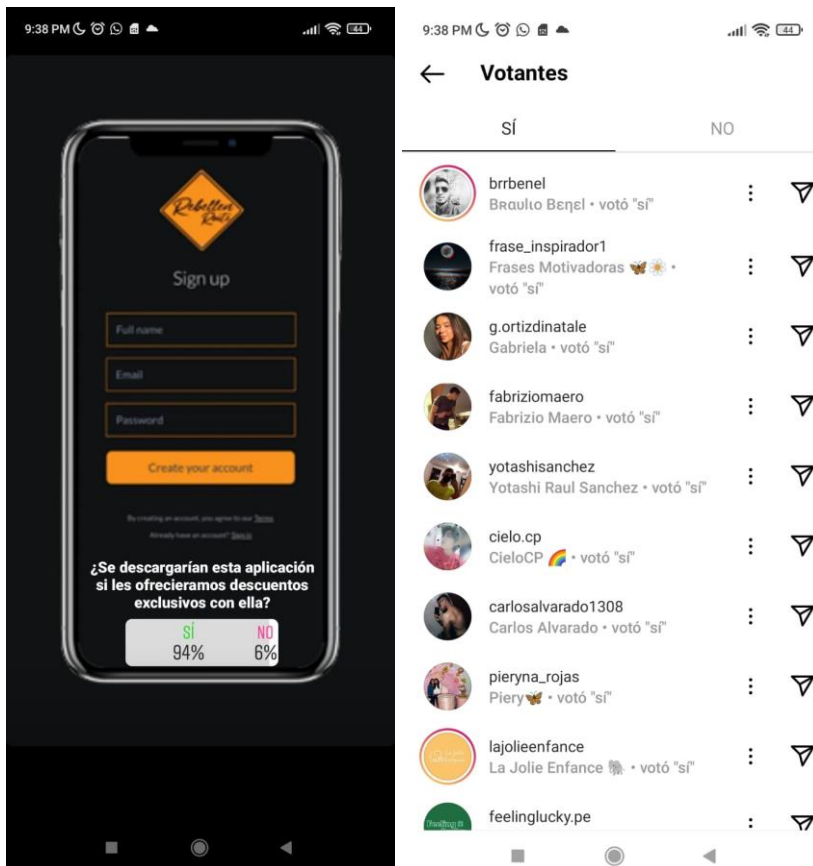 9:38 PM
44
Rebellen
Sign up
Full name
Email
Password
Create your account
By creating an account, you agree to our Terms
Already have an account? Sign in
¿Se descargarían esta aplicación
si les ofrecieramos descuentos
exclusivos con ella?
SÍ NO
94% 6%
9:38 PM
44
Votantes
SÍ NO
brrbenel
Bʀαυlιo Bεηεl • votó "sí"
frase_inspirador1
Frases Motivadoras 🦋🌼 •
votó "sí"
g.ortizdinatale
Gabriela • votó "sí"
fabriziomaero
Fabrizio Maero • votó "sí"
yotashisanchez
Yotashi Raul Sanchez • votó "sí"
cielo.cp
CieloCP 🌈 • votó "sí"
carlosalvarado1308
Carlos Alvarado • votó "sí"
pieryna_rojas
Piery🦋 • votó "sí"
lajolieenfance
La Jolie Enfance 🐘 • votó "sí"
feelinglucky.pe